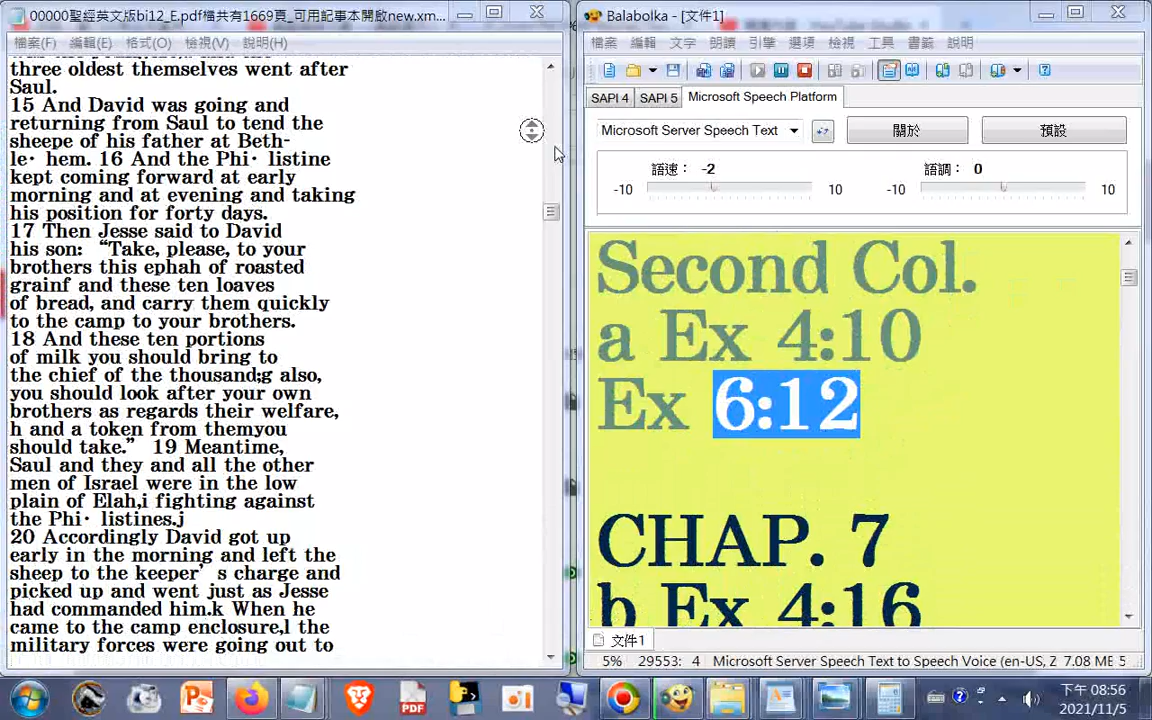 00000聖經英文版bi12_E.pdf檔共有1669頁_可用記事本開啟new.xm...
檔案(F) 編輯(E) 格式(O) 檢視(V) 說明(H)
three oldest themselves went after
Saul.
15 And David was going and
returning from Saul to tend the
sheepe of his father at Beth-
le· hem. 16 And the Phi· listine
kept coming forward at early
morning and at evening and taking
his position for forty days.
17 Then Jesse said to David
his son: “Take, please, to your
brothers this ephah of roasted
grainf and these ten loaves
of bread, and carry them quickly
to the camp to your brothers.
18 And these ten portions
of milk you should bring to
the chief of the thousand;g also,
you should look after your own
brothers as regards their welfare,
h and a token from themyou
should take.” 19 Meantime,
Saul and they and all the other
men of Israel were in the low
plain of Elah,i fighting against
the Phi· listines.j
20 Accordingly David got up
early in the morning and left the
sheep to the keeper’ s charge and
picked up and went just as Jesse
had commanded him.k When he
came to the camp enclosure,l the
military forces were going out to
Balabolka - [文件1]
檔案 編輯 文字 朗讀 引擎 選項 檢視 工具 書籤 說明
SAPI 4 SAPI 5 Microsoft Speech Platform
Microsoft Server Speech Text 關於 預設
語速： -2 語調： 0
-10 10 -10 10
Second Col.
a Ex 4:10
Ex 6:12
CHAP. 7
b Ex 4:16
文件1
5% 29553: 4 Microsoft Server Speech Text to Speech Voice (en-US, Z 7.08 ME 5
下午 08:56
2021/11/5